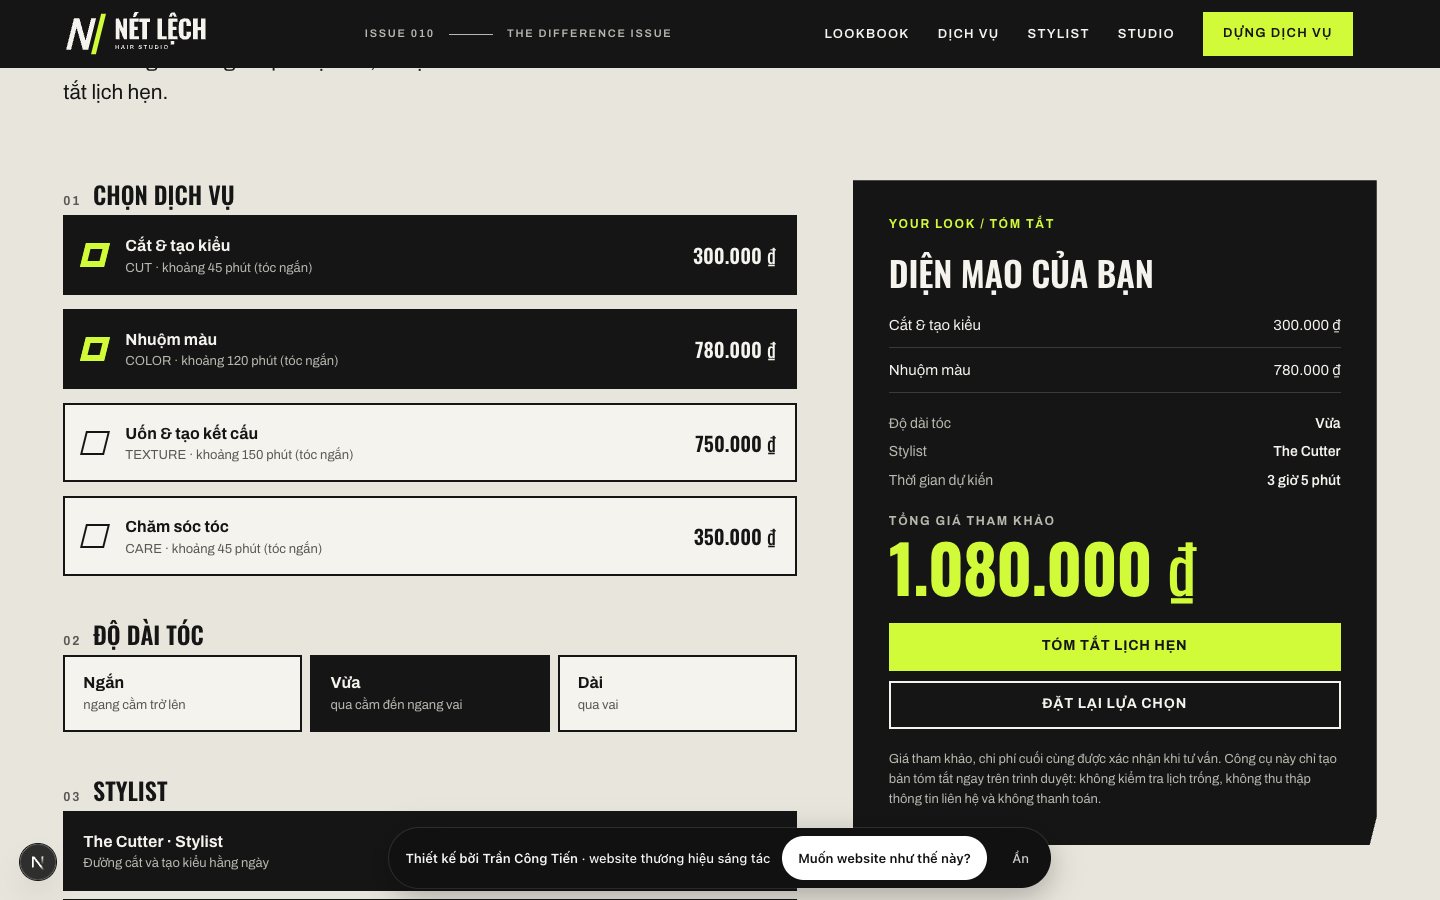 NÉT LỆCH
HAIR STUDIO
ISSUE 010
THE DIFFERENCE ISSUE
LOOKBOOK
DỊCH VỤ
STYLIST
STUDIO
DỰNG DỊCH VỤ
tắt lịch hẹn.
01 CHỌN DỊCH VỤ
Cắt & tạo kiểu
CUT · khoảng 45 phút (tóc ngắn)
300.000 ₫
Nhuộm màu
COLOR · khoảng 120 phút (tóc ngắn)
780.000 ₫
Uốn & tạo kết cấu
TEXTURE · khoảng 150 phút (tóc ngắn)
750.000 ₫
Chăm sóc tóc
CARE · khoảng 45 phút (tóc ngắn)
350.000 ₫
02 ĐỘ DÀI TÓC
Ngắn
ngang cằm trở lên
Vừa
qua cằm đến ngang vai
Dài
qua vai
03 STYLIST
The Cutter · Stylist
Đường cắt và tạo kiểu hằng ngày
YOUR LOOK / TÓM TẮT
DIỆN MẠO CỦA BẠN
Cắt & tạo kiểu 300.000 ₫
Nhuộm màu 780.000 ₫
Độ dài tóc Vừa
Stylist The Cutter
Thời gian dự kiến 3 giờ 5 phút
TỔNG GIÁ THAM KHẢO
1.080.000 ₫
TÓM TẮT LỊCH HẸN
ĐẶT LẠI LỰA CHỌN
Giá tham khảo, chi phí cuối cùng được xác nhận khi tư vấn. Công cụ này chỉ tạo
bản tóm tắt ngay trên trình duyệt: không kiểm tra lịch trống, không thu thập
thông tin liên hệ và không thanh toán.
Thiết kế bởi Trần Công Tiến · website thương hiệu sáng tác
Muốn website như thế này?
Ẩn